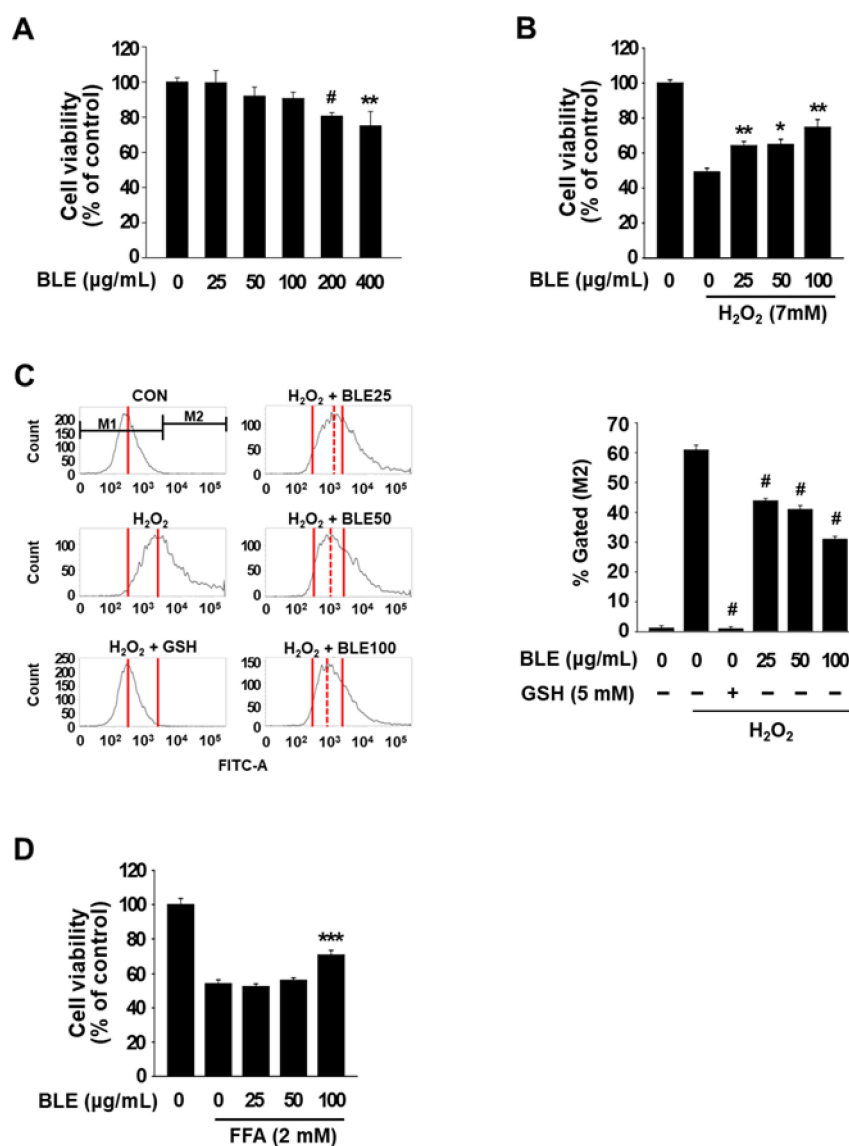 A
120
100
80
60
40
20
0
Cell viability
(% of control)
#
**
BLE (µg/mL) 0 25 50 100 200 400
B
120
100
80
60
40
20
0
Cell viability
(% of control)
** * **
BLE (µg/mL) 0 0 25 50 100
H₂O₂ (7mM)
C
CON
M1 M2
Count
200
150
100
50
0
0 10² 10³ 10⁴ 10⁵
H₂O₂ + BLE25
100
50
0
0 10² 10³ 10⁴ 10⁵
H₂O₂
Count
100
50
0
0 10² 10³ 10⁴ 10⁵
H₂O₂ + BLE50
100
50
0
0 10² 10³ 10⁴ 10⁵
H₂O₂ + GSH
Count
250
200
150
100
50
0
0 10² 10³ 10⁴ 10⁵
H₂O₂ + BLE100
150
100
50
0
0 10² 10³ 10⁴ 10⁵
FITC-A
70
60
50
40
30
20
10
0
% Gated (M2)
# # # #
BLE (µg/mL) 0 0 0 25 50 100
GSH (5 mM) – – + – – –
H₂O₂
D
120
100
80
60
40
20
0
Cell viability
(% of control)
***
BLE (µg/mL) 0 0 25 50 100
FFA (2 mM)